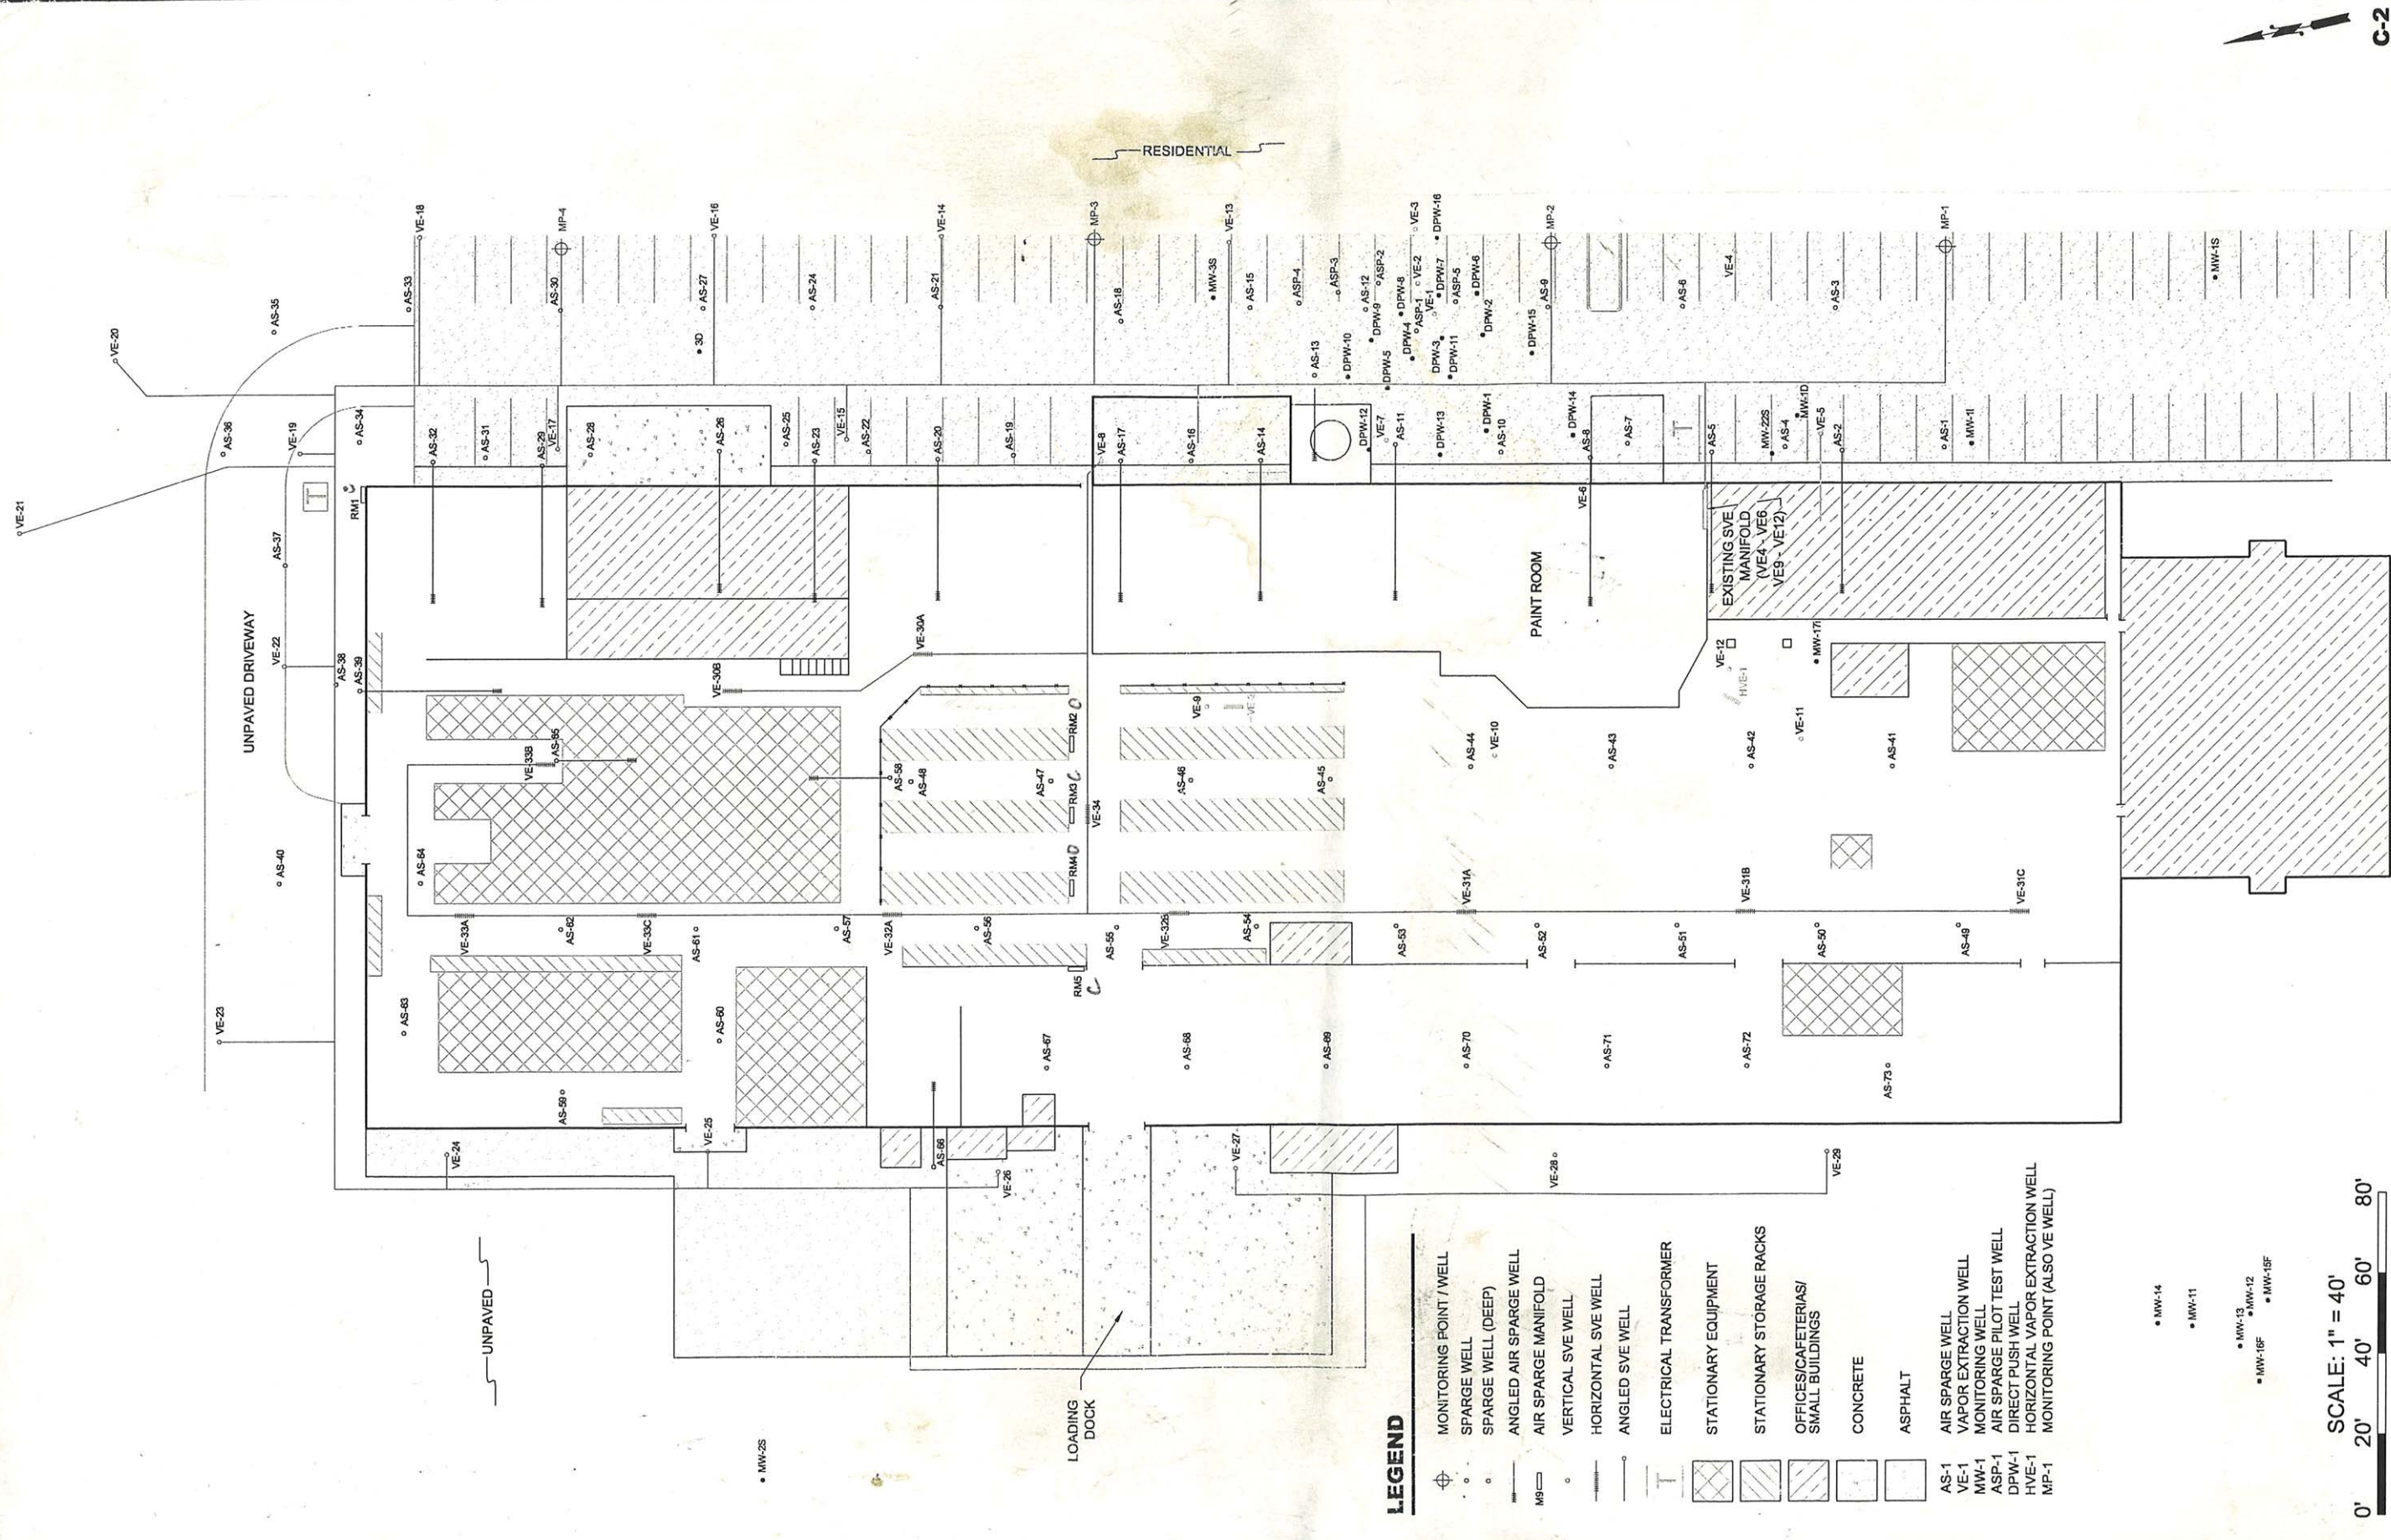 C-2
RESIDENTIAL
VE-20
AS-35
AS-33
VE-18
MP-4
AS-30
VE-16
AS-27
3D
AS-24
VE-14
AS-21
MP-3
AS-18
VE-13
MW-3S
AS-15
ASP-4
ASP-3
AS-12
ASP-2
VE-3
DPW-16
VE-2
DPW-7
DPW-8
VE-1
ASP-5
DPW-6
ASP-1
DPW-9
DPW-4
DPW-2
DPW-3
DPW-11
DPW-5
DPW-10
AS-13
MP-2
AS-9
DPW-15
AS-6
VE-4
AS-3
MP-1
MW-1S
AS-36
VE-19
AS-34
AS-32
AS-31
AS-29
VE-17
AS-28
AS-26
AS-25
AS-23
VE-15
AS-22
AS-20
AS-19
VE-8
AS-17
AS-16
AS-14
DPW-12
VE-7
AS-11
DPW-13
DPW-1
AS-10
DPW-14
AS-8
AS-7
T
AS-5
MW-22S
AS-4
MW-1D
VE-5
AS-2
AS-1
MW-1I
VE-21
T
RM1
C
AS-37
VE-6
PAINT ROOM
EXISTING SVE
MANIFOLD
(VE4 - VE6
VE9 - VE12)
UNPAVED DRIVEWAY
VE-22
AS-38
AS-39
VE-30A
VE-30B
VE-12
HVE-1
MW-17I
VE-33B
AS-65
AS-58
AS-48
AS-47
RM2
C
RM3
C
RM4
VE-34
VE-9
AS-46
AS-45
AS-44
VE-10
AS-43
AS-42
VE-11
AS-41
AS-40
AS-64
VE-33A
AS-62
VE-33C
AS-61
AS-57
VE-32A
AS-56
AS-55
VE-32B
AS-54
VE-31A
AS-53
AS-52
AS-51
VE-31B
AS-50
AS-49
VE-31C
RM5
C
VE-23
AS-63
AS-60
AS-59
AS-67
AS-68
AS-69
AS-70
AS-71
AS-72
AS-73
VE-24
VE-25
AS-66
VE-26
VE-27
VE-28
VE-29
UNPAVED
LOADING
DOCK
MW-2S
MW-14
MW-11
MW-13
MW-12
MW-15F
MW-16F
LEGEND
MONITORING POINT / WELL
SPARGE WELL
SPARGE WELL (DEEP)
ANGLED AIR SPARGE WELL
M9 AIR SPARGE MANIFOLD
VERTICAL SVE WELL
HORIZONTAL SVE WELL
ANGLED SVE WELL
T ELECTRICAL TRANSFORMER
STATIONARY EQUIPMENT
STATIONARY STORAGE RACKS
OFFICES/CAFETERIAS/
SMALL BUILDINGS
CONCRETE
ASPHALT
AS-1 AIR SPARGE WELL
VE-1 VAPOR EXTRACTION WELL
MW-1 MONITORING WELL
ASP-1 AIR SPARGE PILOT TEST WELL
DPW-1 DIRECT PUSH WELL
HVE-1 HORIZONTAL VAPOR EXTRACTION WELL
MP-1 MONITORING POINT (ALSO VE WELL)
SCALE: 1" = 40'
0' 20' 40' 60' 80'